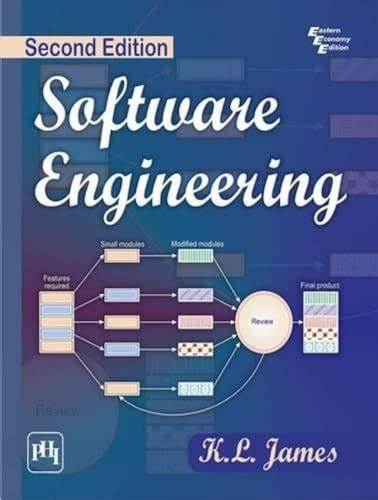 Eastern
Economy
Edition
Second Edition
Software
Engineering
Small modules
Modified modules
Features
required
Final product
Review
Review
K.L. James
PHI